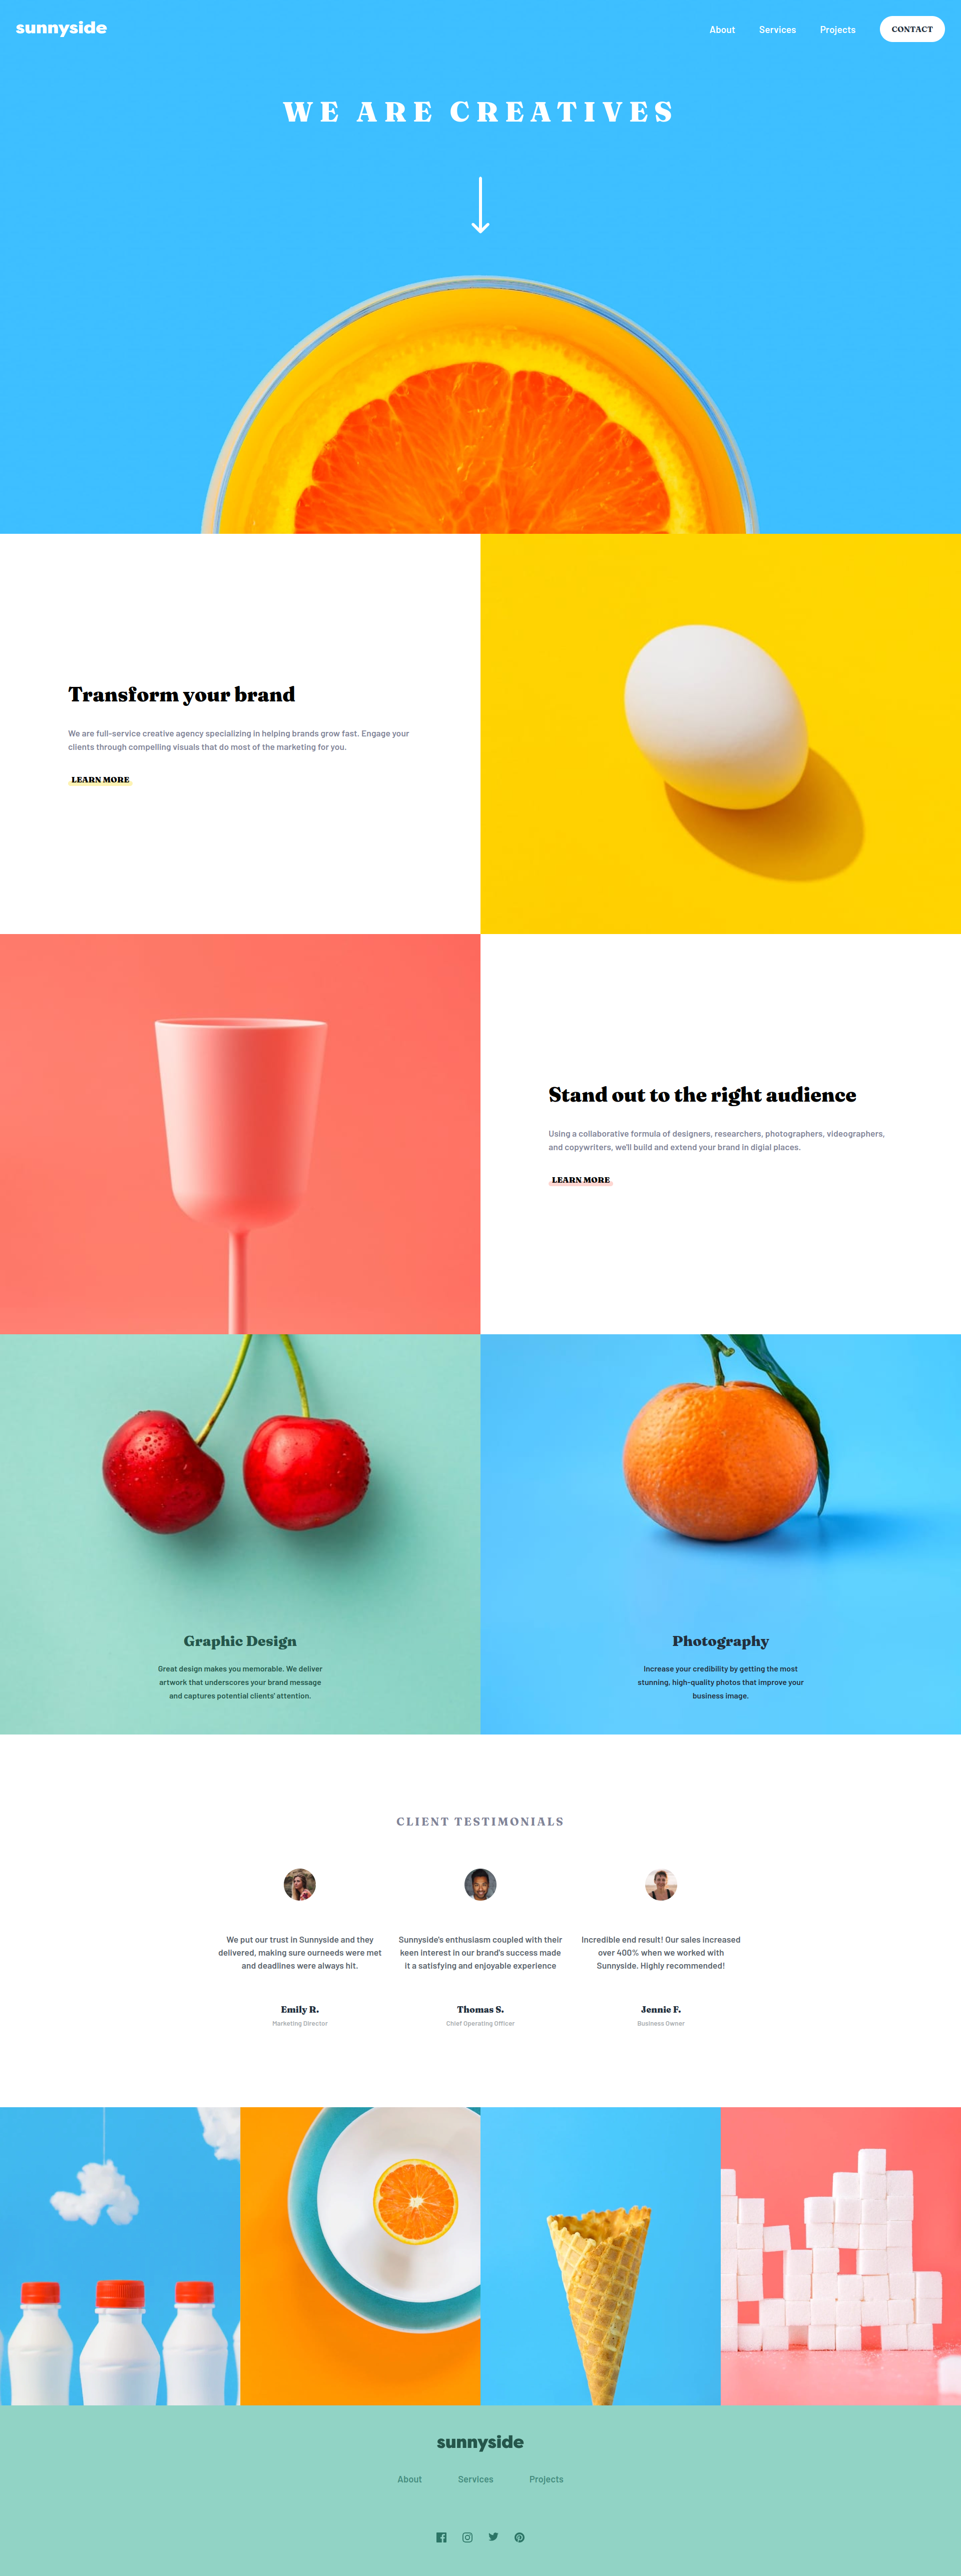 sunnyside
About Services Projects CONTACT
WE ARE CREATIVES
Transform your brand
We are full-service creative agency specializing in helping brands grow fast. Engage your
clients through compelling visuals that do most of the marketing for you.
LEARN MORE
Stand out to the right audience
Using a collaborative formula of designers, researchers, photographers, videographers,
and copywriters, we'll build and extend your brand in digial places.
LEARN MORE
Graphic Design
Great design makes you memorable. We deliver
artwork that underscores your brand message
and captures potential clients' attention.
Photography
Increase your credibility by getting the most
stunning, high-quality photos that improve your
business image.
CLIENT TESTIMONIALS
We put our trust in Sunnyside and they
delivered, making sure ourneeds were met
and deadlines were always hit.
Emily R.
Marketing Director
Sunnyside's enthusiasm coupled with their
keen interest in our brand's success made
it a satisfying and enjoyable experience
Thomas S.
Chief Operating Officer
Incredible end result! Our sales increased
over 400% when we worked with
Sunnyside. Highly recommended!
Jennie F.
Business Owner
sunnyside
About Services Projects